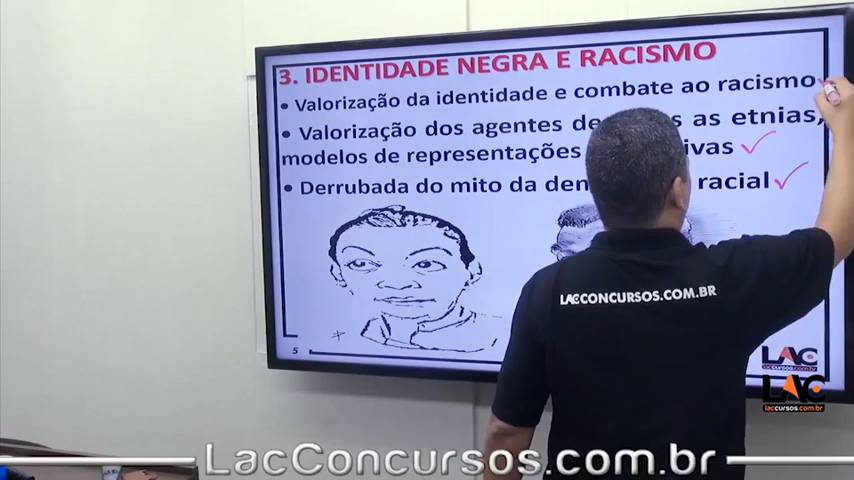 3. IDENTIDADE NEGRA E RACISMO
• Valorização da identidade e combate ao racismo
• Valorização dos agentes de as etnias,
modelos de representações ivas
• Derrubada do mito da den racial
LACCONCURSOS.COM.BR
5
LAC
laccursos.com.br
LAC
laccursos.com.br
LacConcursos.com.br